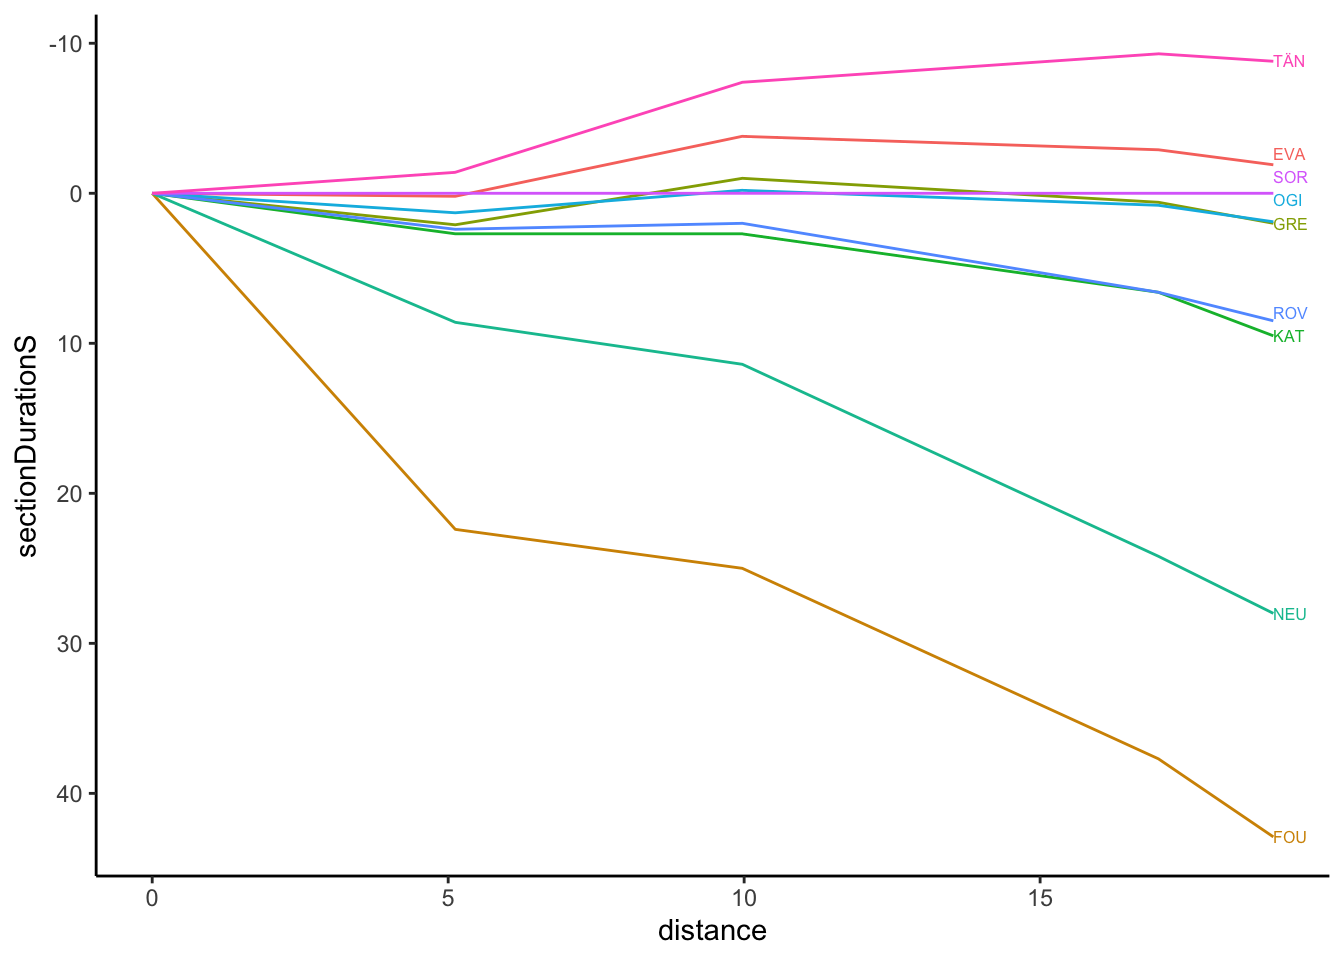 -10
0
10
20
30
40
sectionDurationS
TÄN
EVA
SOR
OGI
GRE
ROV
KAT
NEU
FOU
0 5 10 15
distance